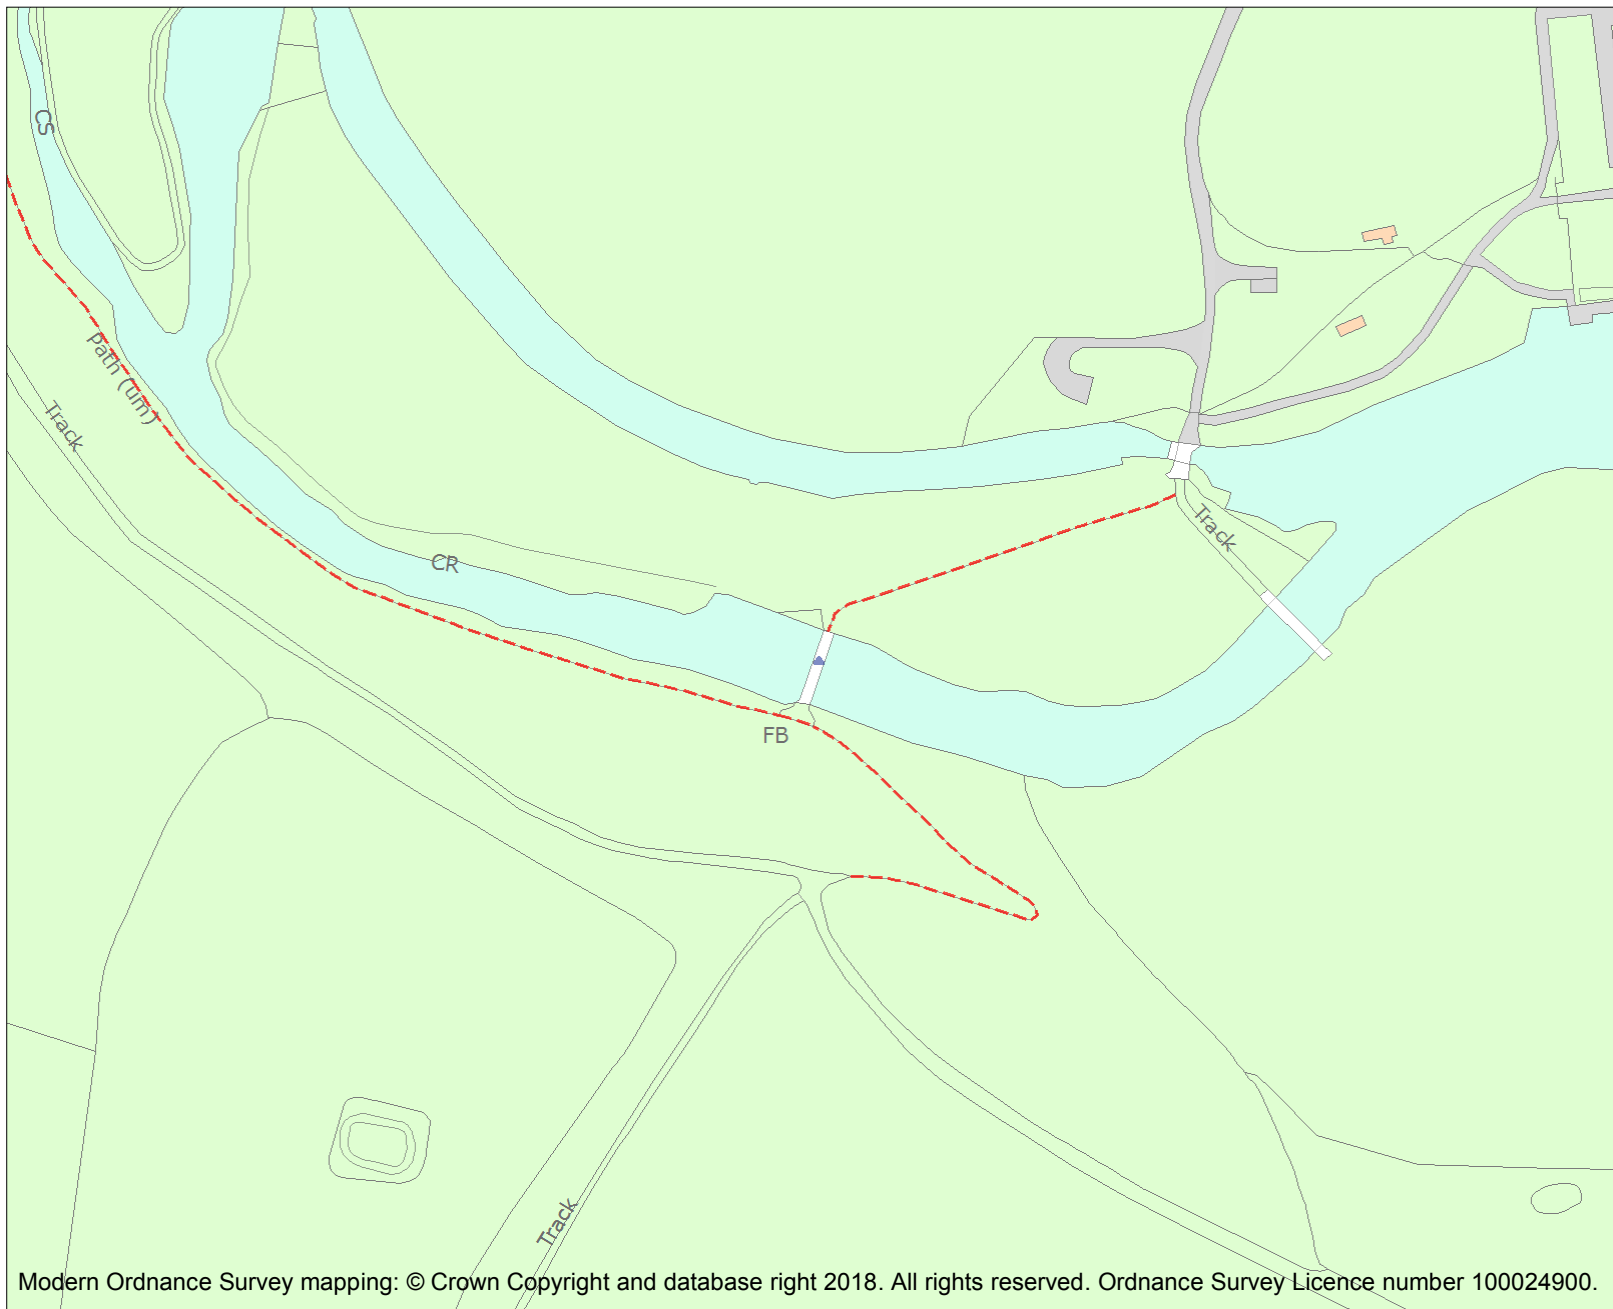 CS
Path (um)
Track
CR
Track
FB
Track
Modern Ordnance Survey mapping: © Crown Copyright and database right 2018. All rights reserved. Ordnance Survey Licence number 100024900.